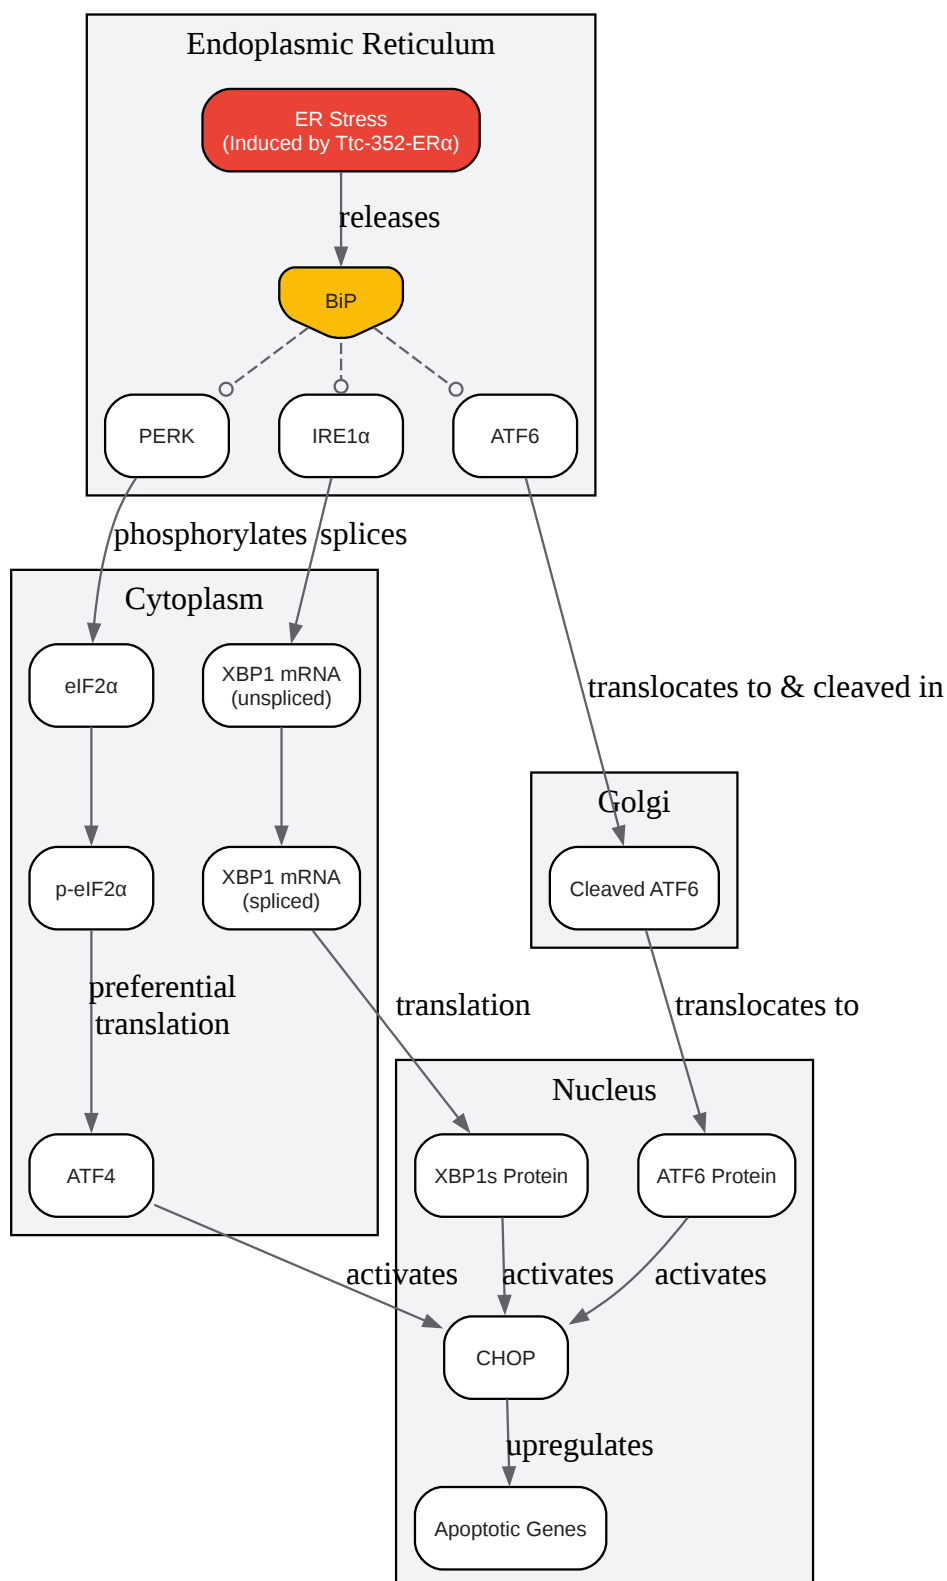 Endoplasmic Reticulum
ER Stress
(Induced by Ttc-352-ERα)
releases
BiP
PERK
IRE1α
ATF6
phosphorylates
splices
Cytoplasm
eIF2α
XBP1 mRNA
(unspliced)
translocates to & cleaved in
Golgi
p-eIF2α
XBP1 mRNA
(spliced)
Cleaved ATF6
preferential
translation
translation
translocates to
Nucleus
ATF4
XBP1s Protein
ATF6 Protein
activates
activates
activates
CHOP
upregulates
Apoptotic Genes